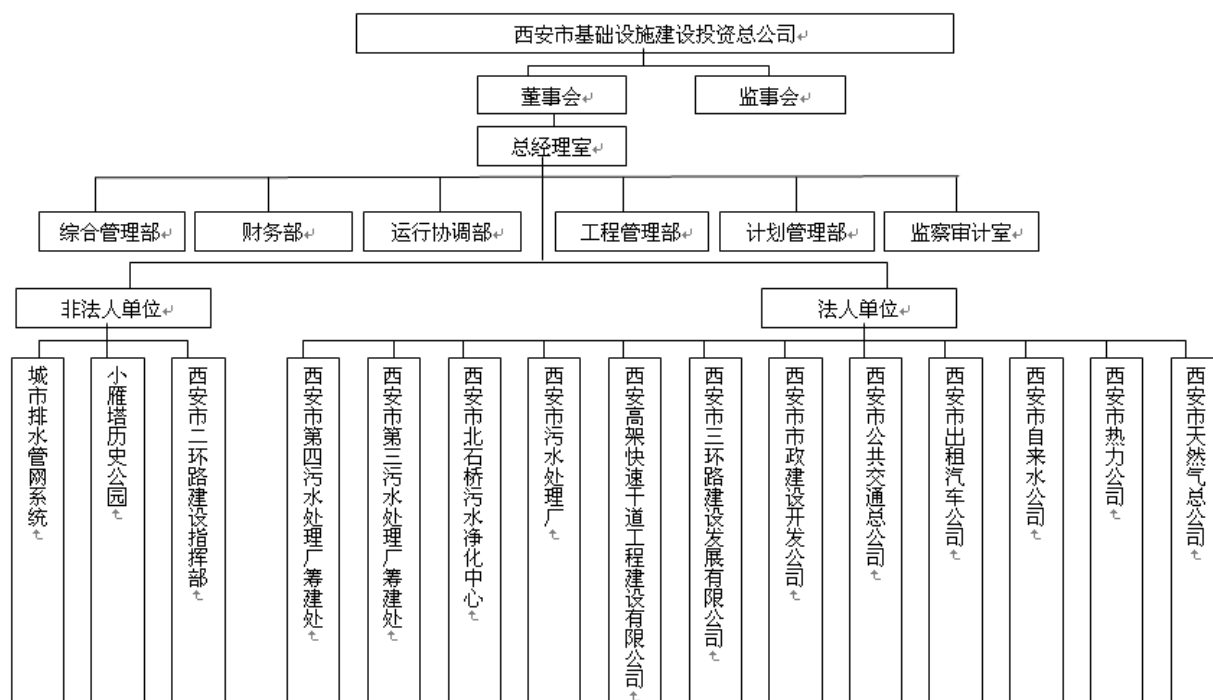 西安市基础设施建设投资总公司
董事会
监事会
总经理室
综合管理部
财务部
运行协调部
工程管理部
计划管理部
监察审计室
非法人单位
法人单位
城市排水管网系统
小雁塔历史公园
西安市二环路建设指挥部
西安市第四污水处理厂筹建处
西安市第三污水处理厂筹建处
西安市北石桥污水净化中心
西安市污水处理厂
西安高架快速干道工程建设有限公司
西安市三环路建设发展有限公司
西安市市政建设开发公司
西安市公共交通总公司
西安市出租汽车公司
西安市自来水公司
西安市热力公司
西安市天然气总公司